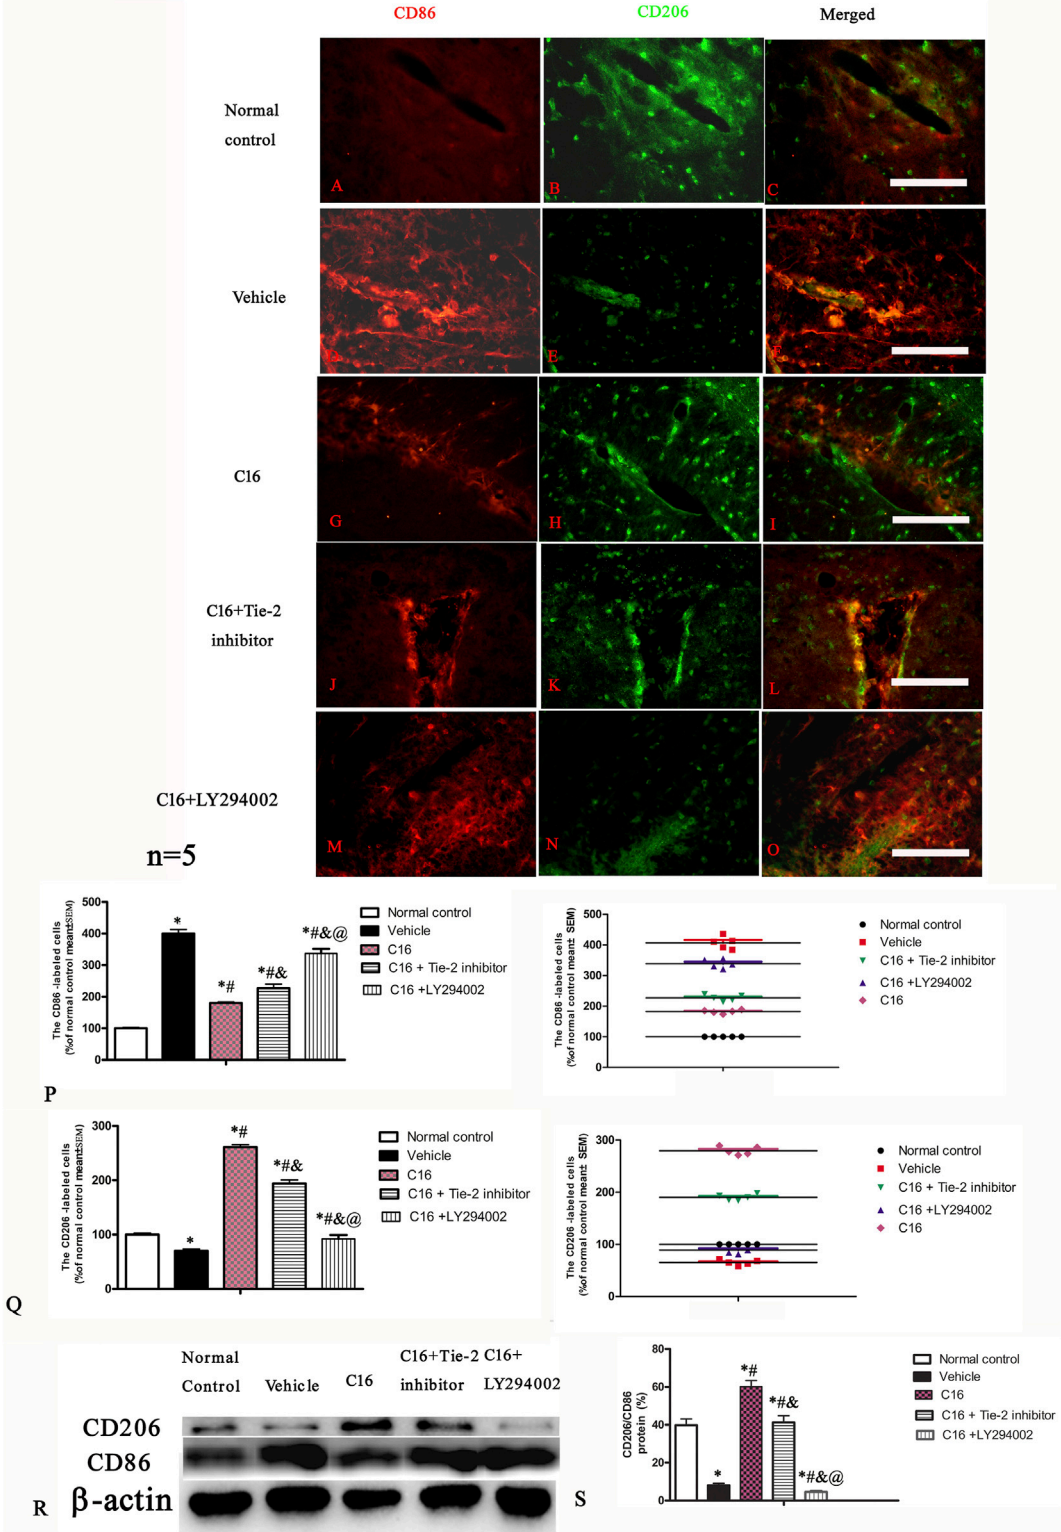 CD86 CD206 Merged
Normal
control
A B C
Vehicle
D E F
C16
G H I
C16+Tie-2
inhibitor
J K L
C16+LY294002
M N O
n=5
The CD86 -labeled cells
(%of normal control mean±SEM)
500
400
300
200
100
0
*
*#
*#&
*#&@
Normal control
Vehicle
C16
C16 + Tie-2 inhibitor
C16 +LY294002
P
The CD86 -labeled cells
(%of normal control mean± SEM)
500
400
300
200
100
0
Normal control
Vehicle
C16 + Tie-2 inhibitor
C16 +LY294002
C16
The CD206 -labeled cells
(%of normal control mean±SEM)
300
200
100
0
*
*#
*#&
*#&@
Normal control
Vehicle
C16
C16 + Tie-2 inhibitor
C16 +LY294002
Q
The CD206 -labeled cells
(%of normal control mean± SEM)
300
200
100
0
Normal control
Vehicle
C16 + Tie-2 inhibitor
C16 +LY294002
C16
Normal
Control
Vehicle
C16
C16+Tie-2
inhibitor
C16+
LY294002
CD206
CD86
β-actin
R
CD206/CD86
protein (%)
80
60
40
20
0
*
*#
*#&
*#&@
Normal control
Vehicle
C16
C16 + Tie-2 inhibitor
C16 +LY294002
S